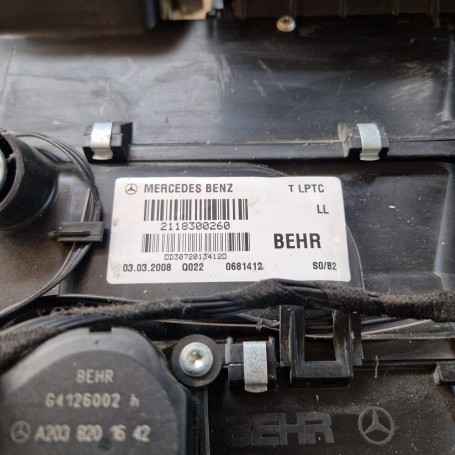 MERCEDES BENZ T LPTC
LL
2118300260
BEHR
DD30720134120
03.03.2008 Q022 0681412 S0/B2
BEHR
G4126002 h
A203 820 16 42
BEHR